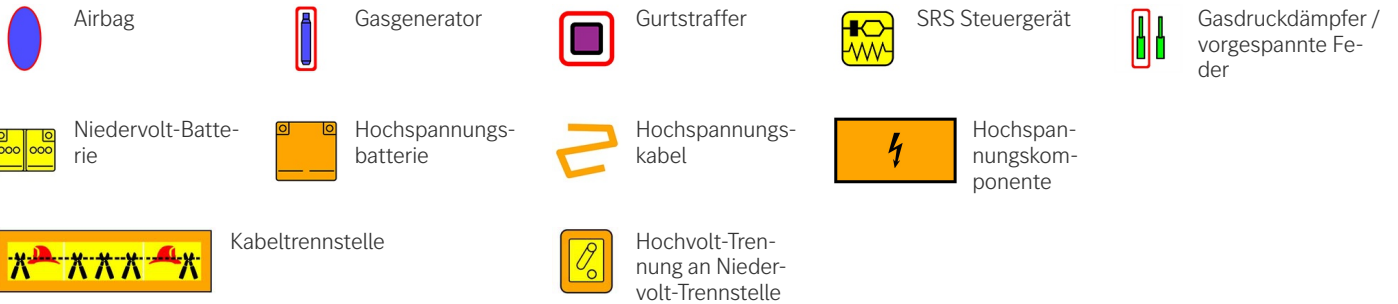 Airbag
Gasgenerator
Gurtstraffer
SRS Steuergerät
Gasdruckdämpfer /
vorgespannte Fe-
der
Niedervolt-Batte-
rie
Hochspannungs-
batterie
Hochspannungs-
kabel
Hochspan-
nungskom-
ponente
Kabeltrennstelle
Hochvolt-Tren-
nung an Nieder-
volt-Trennstelle